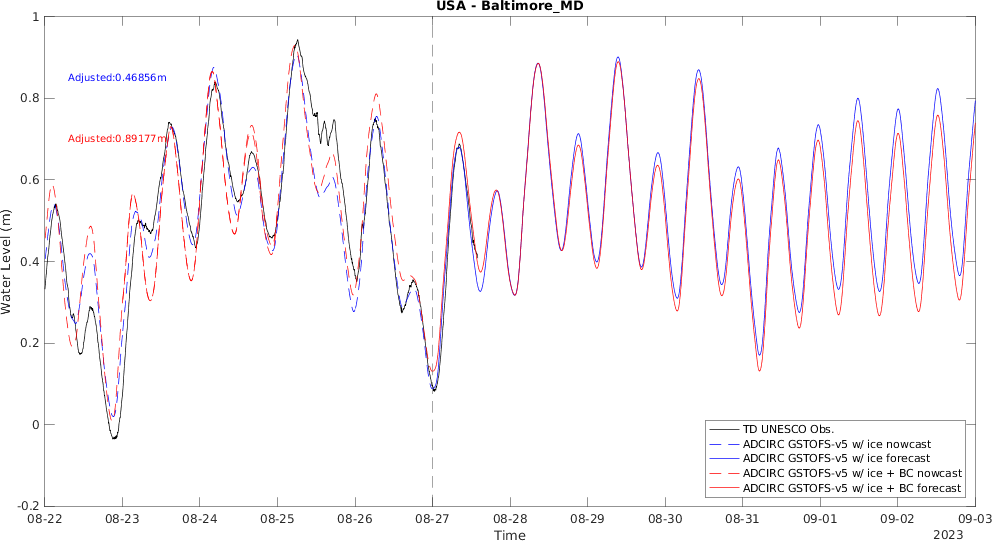 USA - Baltimore_MD
1
0.8
0.6
0.4
0.2
0
-0.2
Water Level (m)
Adjusted:0.46856m
Adjusted:0.89177m
TD UNESCO Obs.
ADCIRC GSTOFS-v5 w/ ice nowcast
ADCIRC GSTOFS-v5 w/ ice forecast
ADCIRC GSTOFS-v5 w/ ice + BC nowcast
ADCIRC GSTOFS-v5 w/ ice + BC forecast
08-22 08-23 08-24 08-25 08-26 08-27 08-28 08-29 08-30 08-31 09-01 09-02 09-03
Time
2023